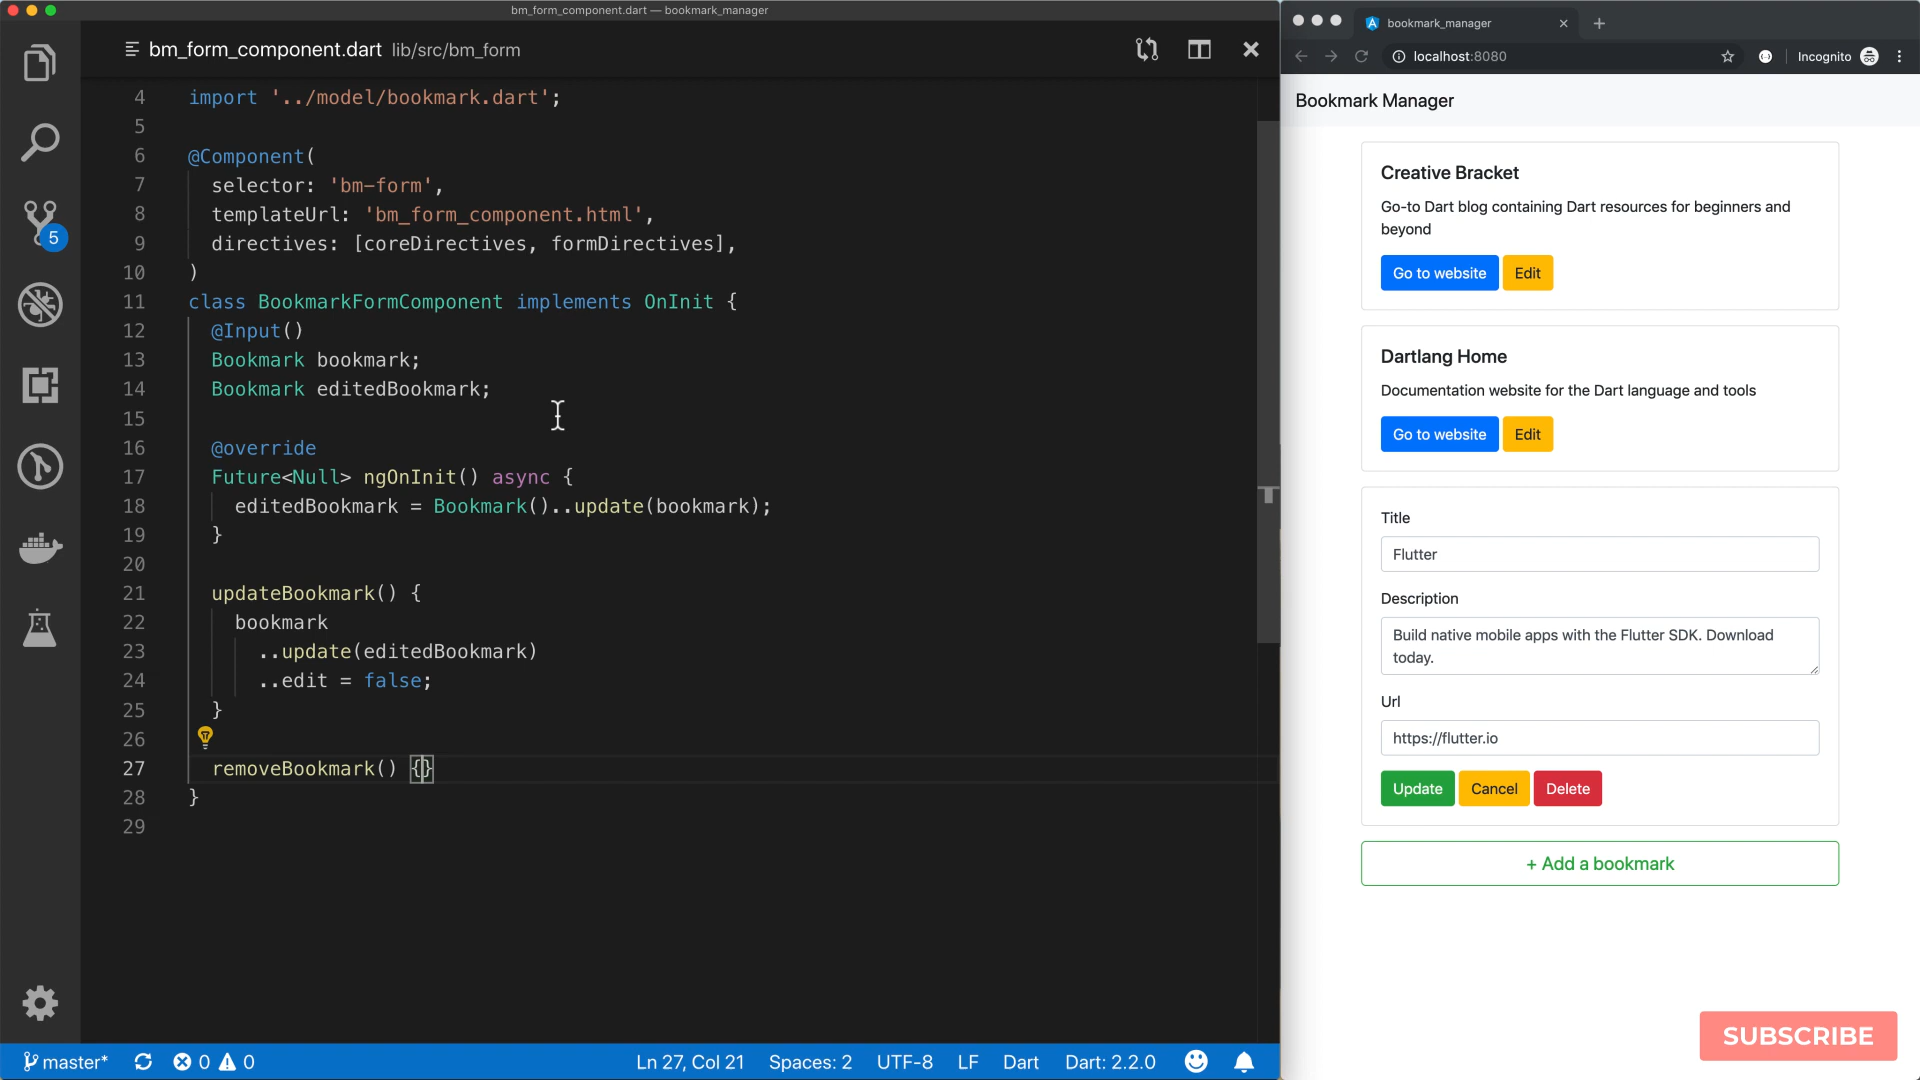 bm_form_component.dart — bookmark_manager
bm_form_component.dart lib/src/bm_form
4 import '../model/bookmark.dart';
5
6 @Component(
7 selector: 'bm-form',
8 templateUrl: 'bm_form_component.html',
9 directives: [coreDirectives, formDirectives],
10 )
11 class BookmarkFormComponent implements OnInit {
12 @Input()
13 Bookmark bookmark;
14 Bookmark editedBookmark;
15
16 @override
17 Future<Null> ngOnInit() async {
18 editedBookmark = Bookmark()..update(bookmark);
19 }
20
21 updateBookmark() {
22 bookmark
23 ..update(editedBookmark)
24 ..edit = false;
25 }
26
27 removeBookmark() {}
28 }
29
5
master* 0 0 Ln 27, Col 21 Spaces: 2 UTF-8 LF Dart Dart: 2.2.0
bookmark_manager
localhost:8080 Incognito
Bookmark Manager
Creative Bracket
Go-to Dart blog containing Dart resources for beginners and
beyond
Go to website Edit
Dartlang Home
Documentation website for the Dart language and tools
Go to website Edit
Title
Flutter
Description
Build native mobile apps with the Flutter SDK. Download
today.
Url
https://flutter.io
Update Cancel Delete
+ Add a bookmark
SUBSCRIBE